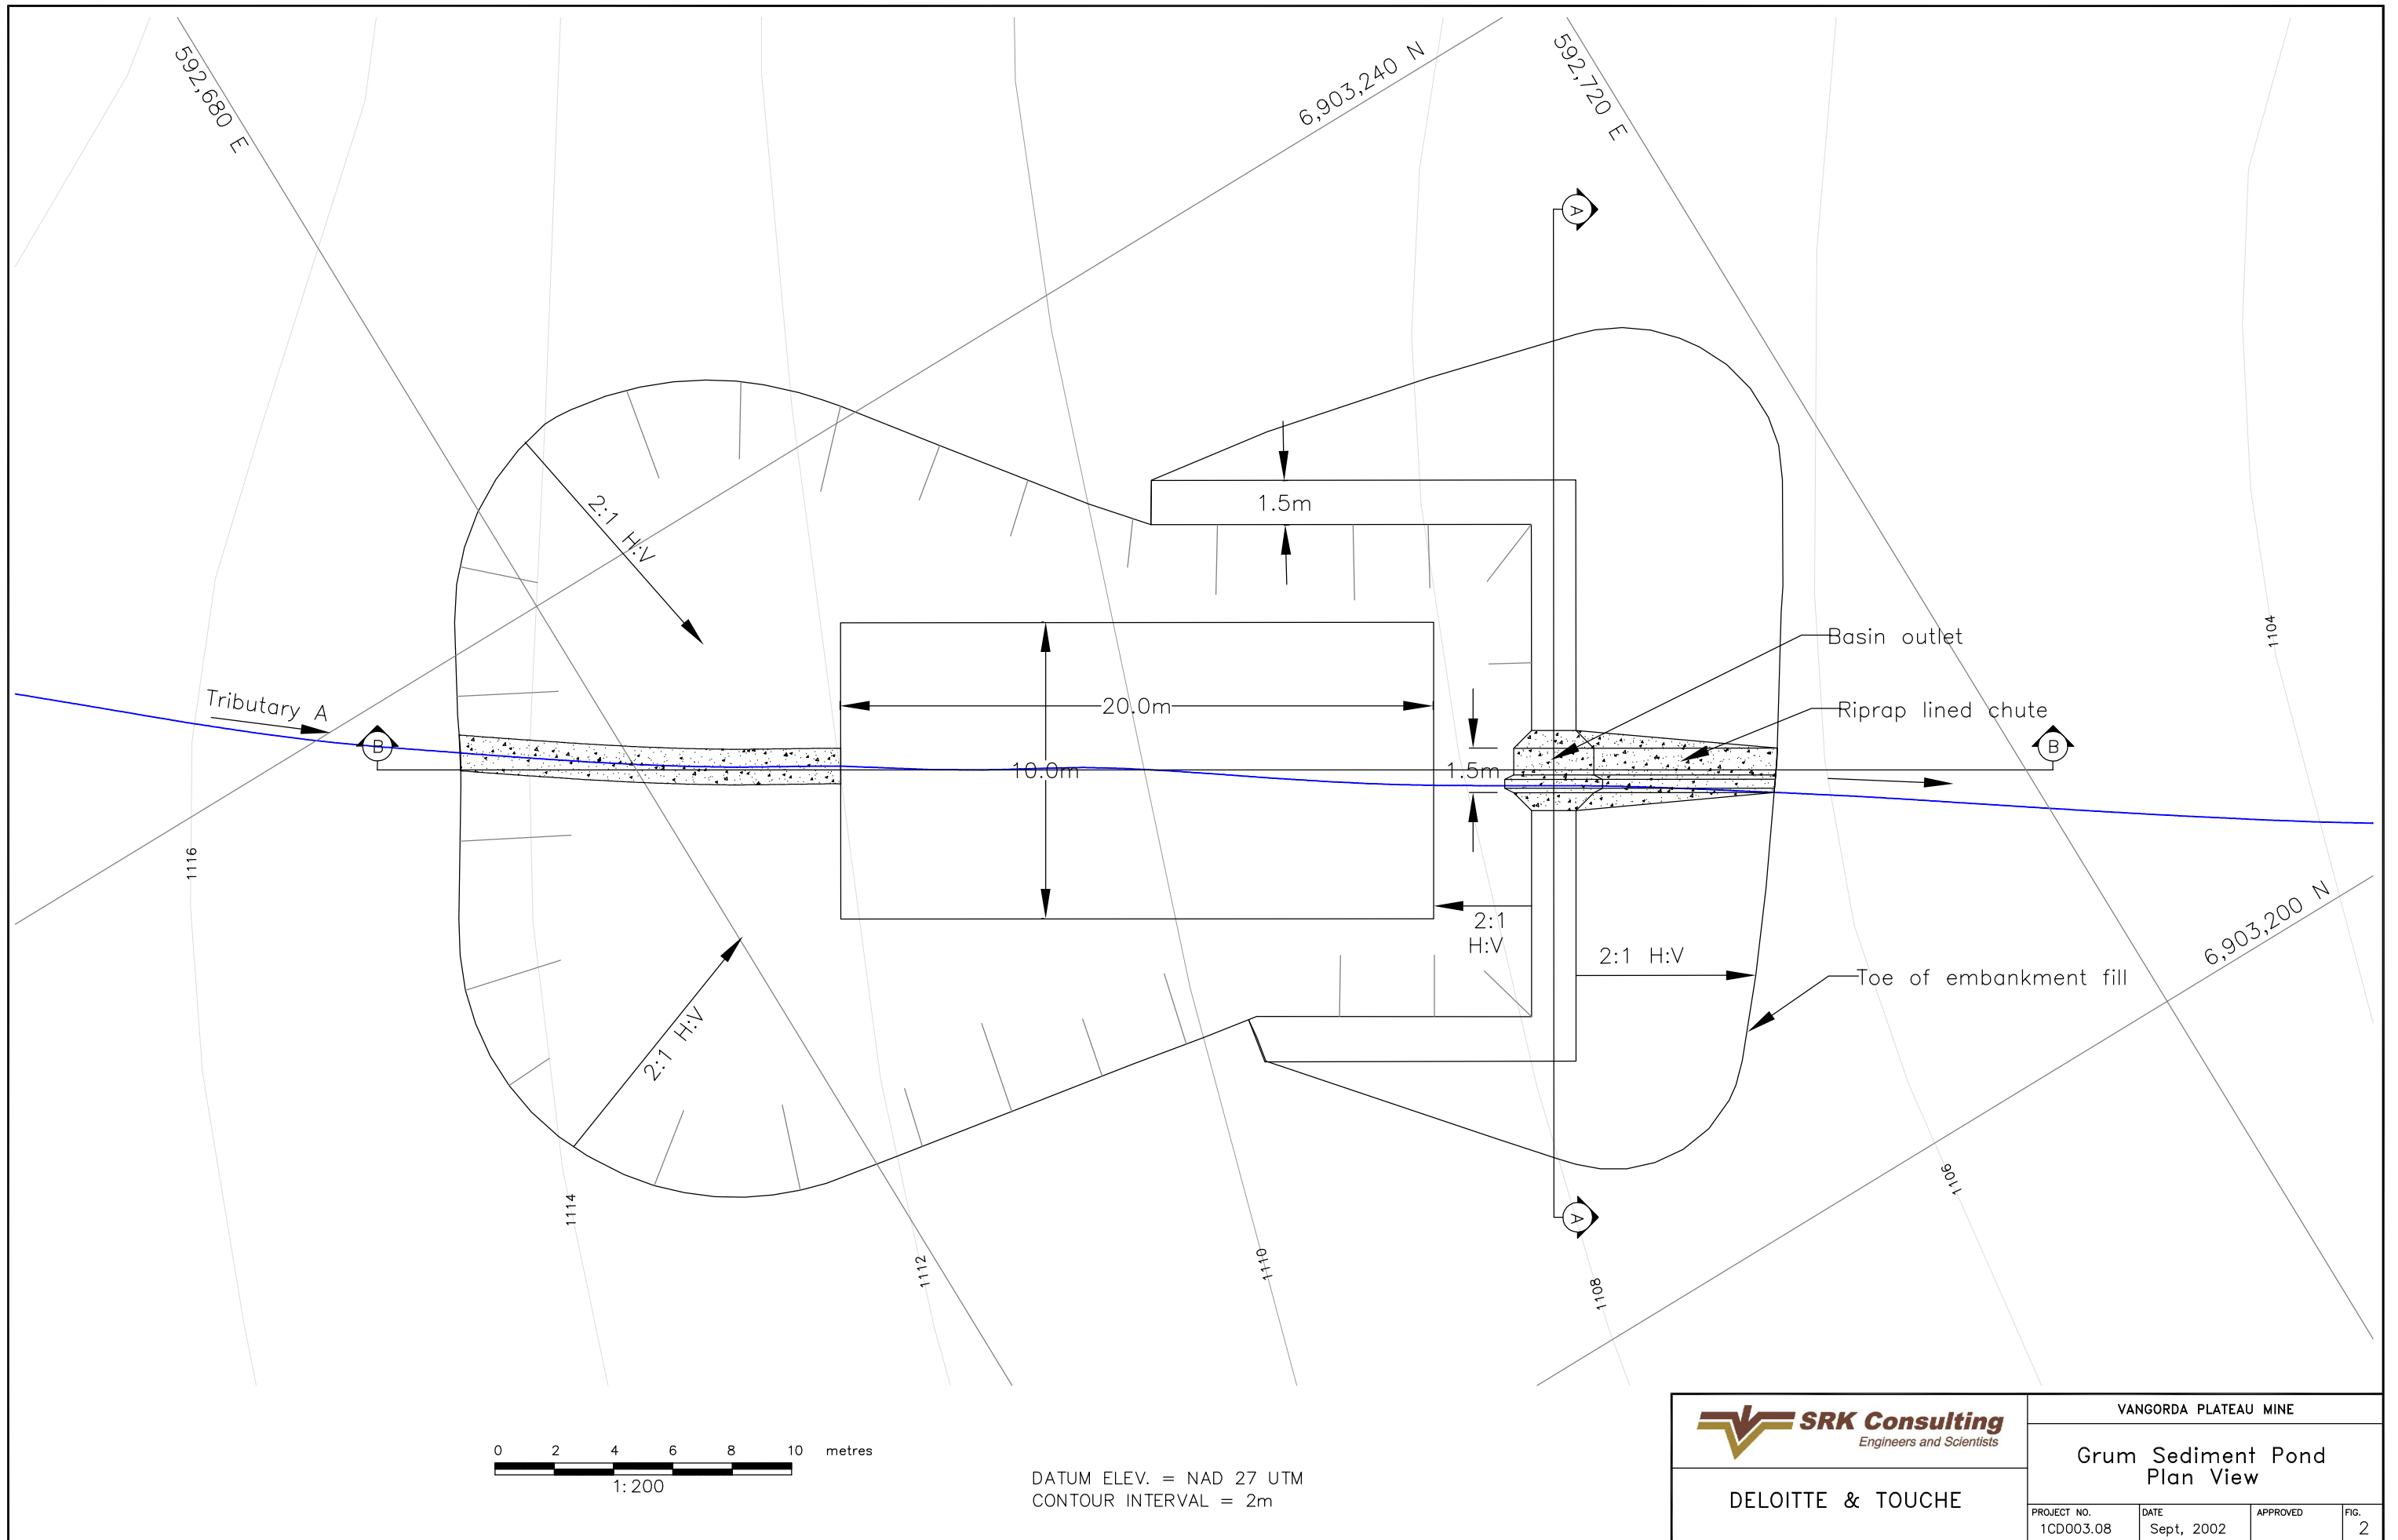 592,680 E
6,903,240 N
592,720 E
A
1.5m
2:1 H:V
1104
Basin outlet
Tributary A
20.0m
Riprap lined chute
B
B
10.0m
1.5m
1116
2:1
H:V
6,903,200 N
2:1 H:V
Toe of embankment fill
2:1 H:V
1106
1114
A
1112
1110
1108
0 2 4 6 8 10 metres
1:200
DATUM ELEV. = NAD 27 UTM
CONTOUR INTERVAL = 2m
SRK Consulting
Engineers and Scientists
DELOITTE & TOUCHE
VANGORDA PLATEAU MINE
Grum Sediment Pond
Plan View
PROJECT NO.
1CD003.08
DATE
Sept, 2002
APPROVED
FIG.
2